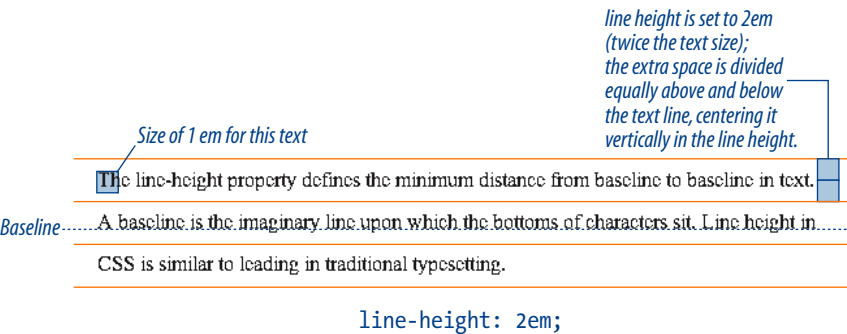 line height is set to 2em
(twice the text size);
the extra space is divided
equally above and below
the text line, centering it
vertically in the line height.
Size of 1 em for this text
The line-height property defines the minimum distance from baseline to baseline in text.
Baseline
A baseline is the imaginary line upon which the bottoms of characters sit. Line height in
CSS is similar to leading in traditional typesetting.
line-height: 2em;